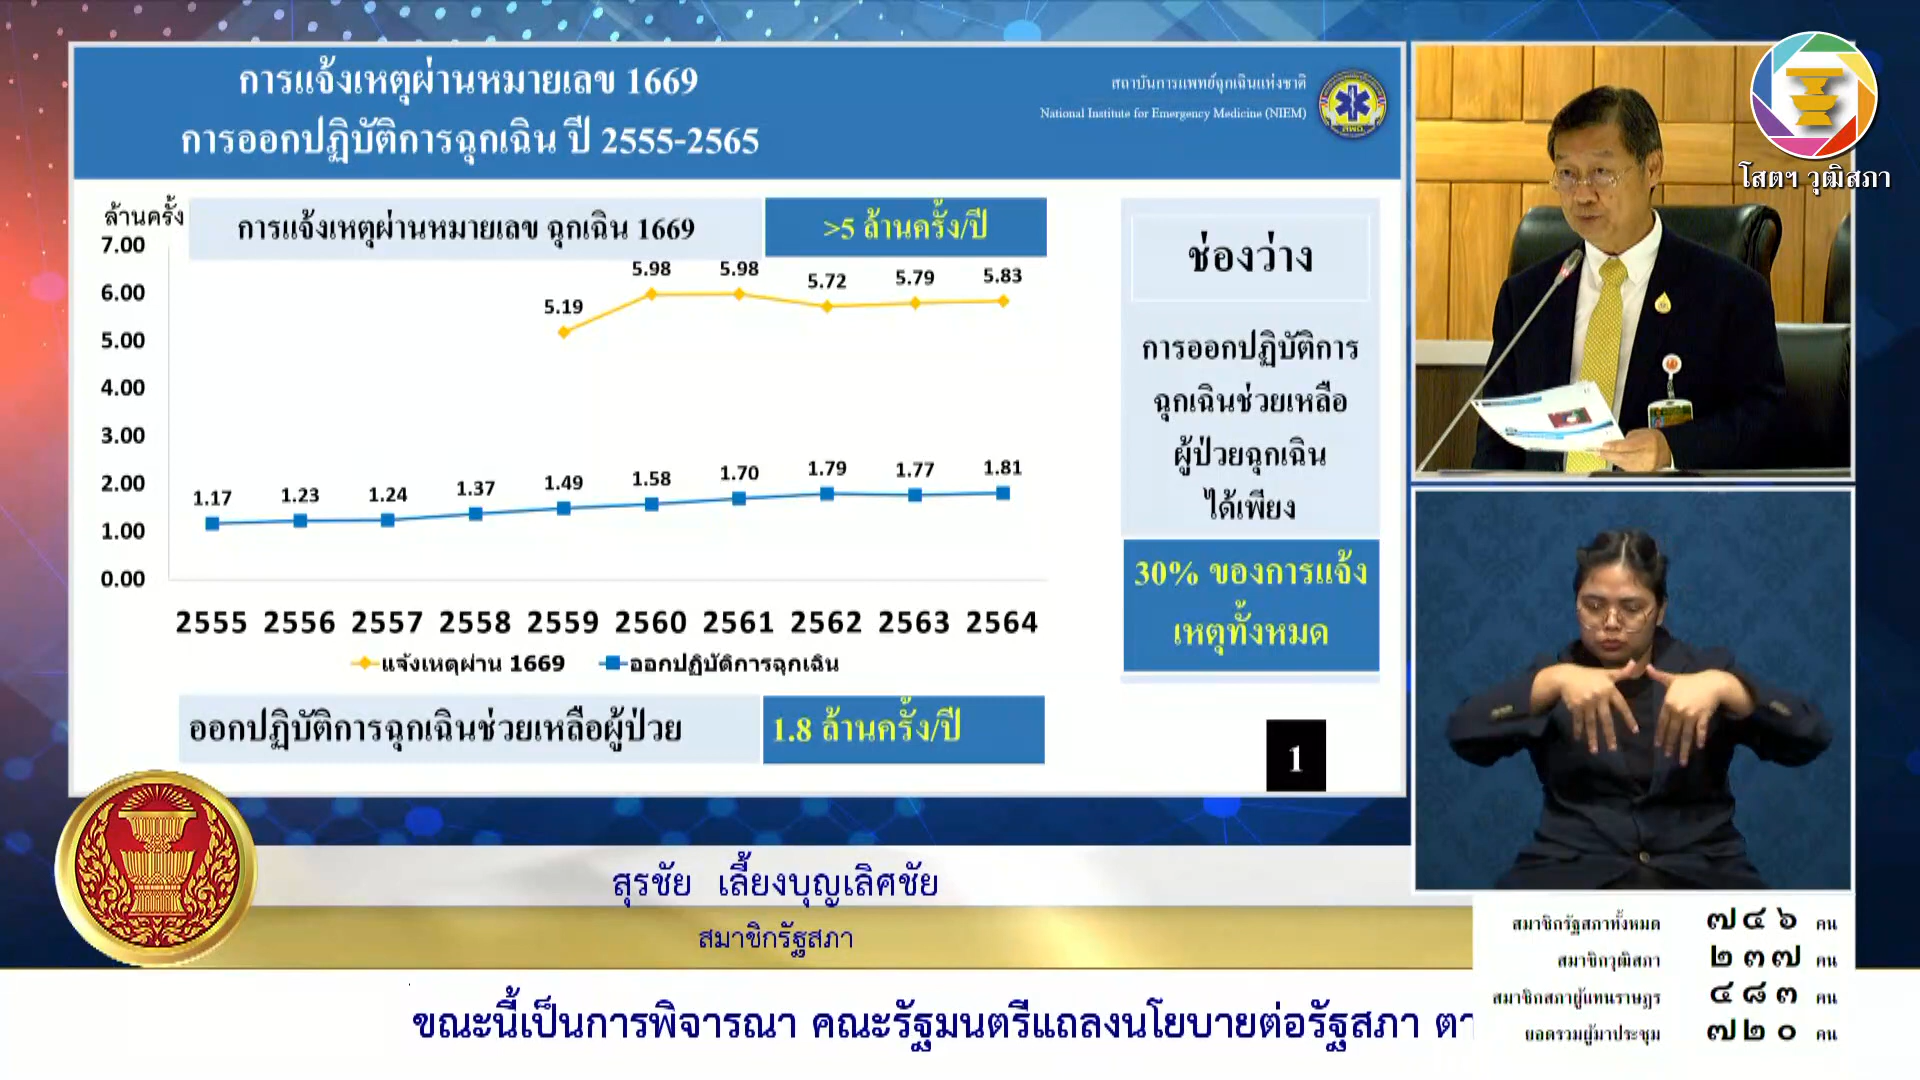 การแจ้งเหตุผ่านหมายเลข 1669
การออกปฏิบัติการฉุกเฉิน ปี 2555-2565
สถาบันการแพทย์ฉุกเฉินแห่งชาติ
National Institute for Emergency Medicine (NIEM)
สพฉ.
โสตฯ วุฒิสภา
ล้านครั้ง
การแจ้งเหตุผ่านหมายเลข ฉุกเฉิน 1669
>5 ล้านครั้ง/ปี
7.00
6.00
5.00
4.00
3.00
2.00
1.00
0.00
5.19
5.98
5.98
5.72
5.79
5.83
1.17
1.23
1.24
1.37
1.49
1.58
1.70
1.79
1.77
1.81
2555 2556 2557 2558 2559 2560 2561 2562 2563 2564
แจ้งเหตุผ่าน 1669
ออกปฏิบัติการฉุกเฉิน
ออกปฏิบัติการฉุกเฉินช่วยเหลือผู้ป่วย
1.8 ล้านครั้ง/ปี
ช่องว่าง
การออกปฏิบัติการ
ฉุกเฉินช่วยเหลือ
ผู้ป่วยฉุกเฉิน
ได้เพียง
30% ของการแจ้ง
เหตุทั้งหมด
1
สุรชัย เลี้ยงบุญเลิศชัย
สมาชิกรัฐสภา
สมาชิกรัฐสภาทั้งหมด ๗๔๖ คน
สมาชิกวุฒิสภา ๒๓๗ คน
สมาชิกสภาผู้แทนราษฎร ๔๘๓ คน
ยอดรวมผู้มาประชุม ๗๒๐ คน
ขณะนี้เป็นการพิจารณา คณะรัฐมนตรีแถลงนโยบายต่อรัฐสภา ตา